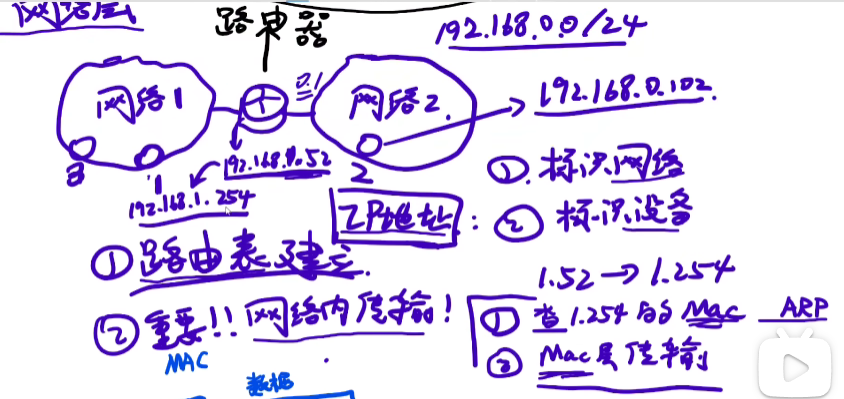 网络层
路由器
192.168.0.0/24
网络1
0.1
网络2
192.168.0.102
3
1
2
192.168.0.52
192.168.1.254
① 标识网络
IP地址: ② 标识设备
① 路由表建立
1.52→1.254
② 重要!! 网络内传输!
① 查1.254的Mac ARP
② Mac层传输
MAC
数据